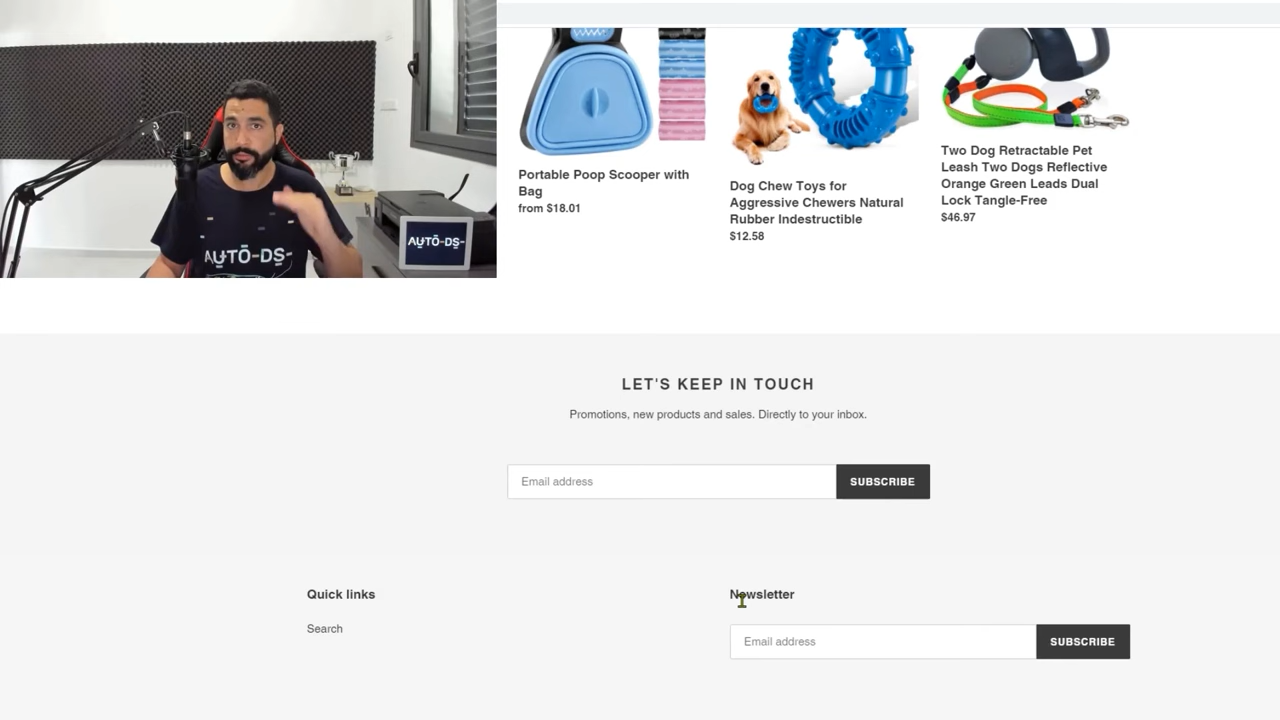 AUTO-DS-
AUTO-DS-
Portable Poop Scooper with
Bag
from $18.01
Dog Chew Toys for
Aggressive Chewers Natural
Rubber Indestructible
$12.58
Two Dog Retractable Pet
Leash Two Dogs Reflective
Orange Green Leads Dual
Lock Tangle-Free
$46.97
LET'S KEEP IN TOUCH
Promotions, new products and sales. Directly to your inbox.
Email address
SUBSCRIBE
Quick links
Search
Newsletter
Email address
SUBSCRIBE